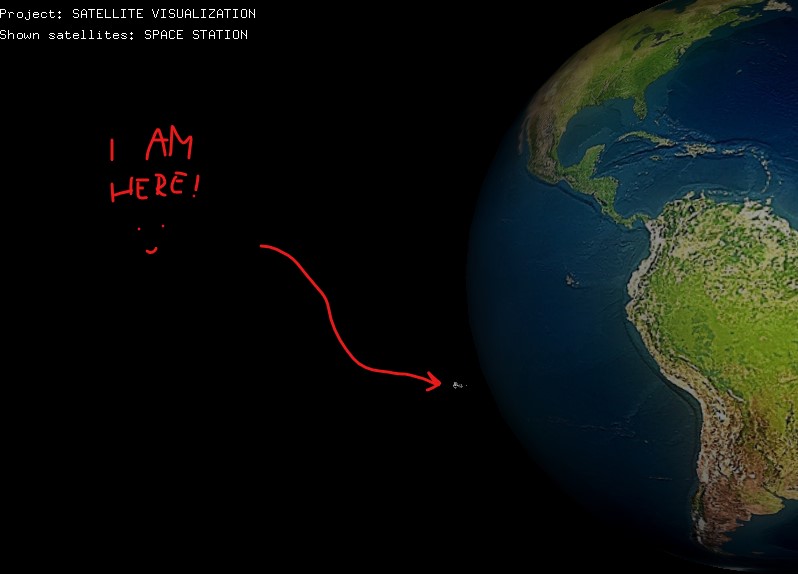 Project: SATELLITE VISUALIZATION
Shown satellites: SPACE STATION
I AM
HERE!